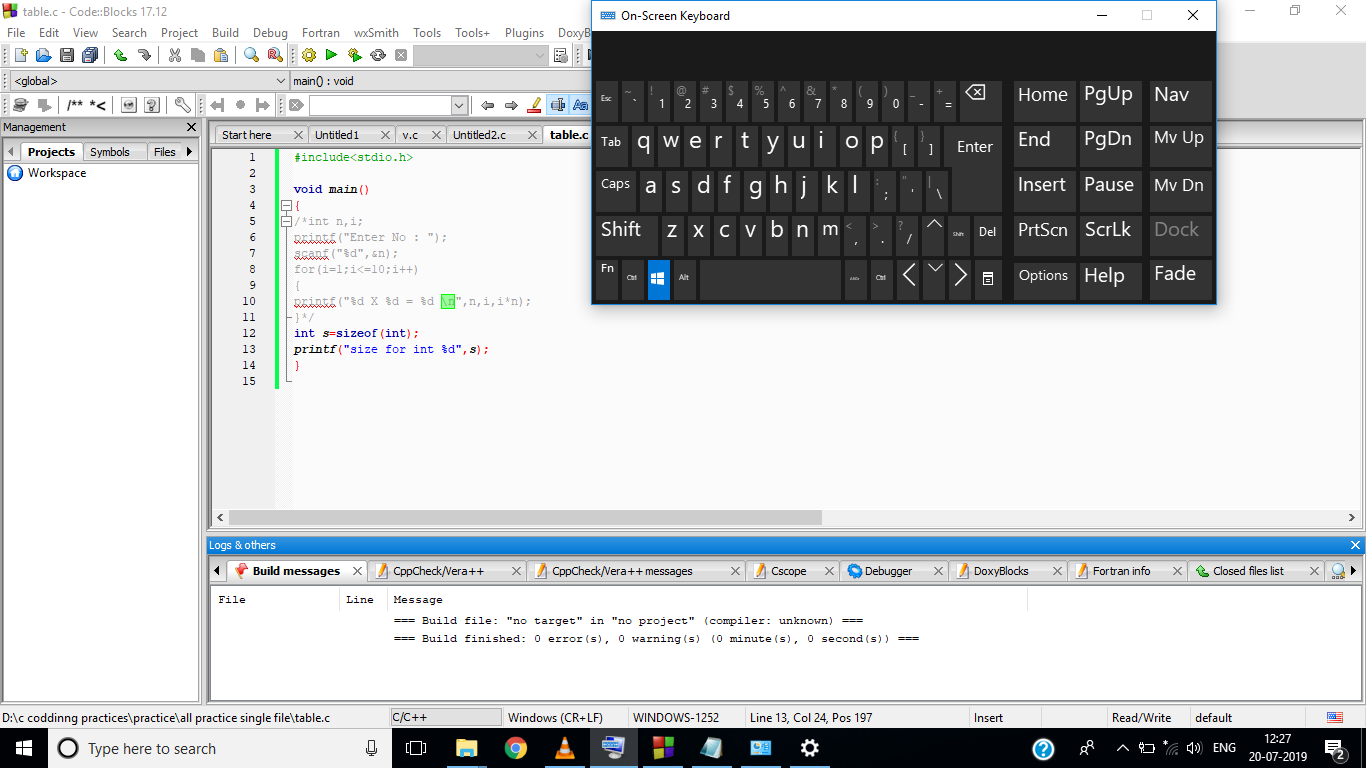 table.c - Code::Blocks 17.12
File Edit View Search Project Build Debug Fortran wxSmith Tools Tools+ Plugins DoxyB
<global> main() : void
/** *<
Management
Projects Symbols Files
Workspace
Start here Untitled1 v.c Untitled2.c table.c
1 #include<stdio.h>
2
3 void main()
4 {
5 /*int n,i;
6 printf("Enter No : ");
7 scanf("%d",&n);
8 for(i=1;i<=10;i++)
9 {
10 printf("%d X %d = %d \n",n,i,i*n);
11 }*/
12 int s=sizeof(int);
13 printf("size for int %d",s);
14 }
15
On-Screen Keyboard
Esc ~ ` ! 1 @ 2 # 3 $ 4 % 5 ^ 6 & 7 * 8 ( 9 ) 0 _ - + = Home PgUp Nav
Tab q w e r t y u i o p { [ } ] Enter End PgDn Mv Up
Caps a s d f g h j k l : ; " ' | \ Insert Pause Mv Dn
Shift z x c v b n m < , > . ? / Shift Del PrtScn ScrLk Dock
Fn Ctrl Alt Ctrl Options Help Fade
Logs & others
Build messages CppCheck/Vera++ CppCheck/Vera++ messages Cscope Debugger DoxyBlocks Fortran info Closed files list
File Line Message
=== Build file: "no target" in "no project" (compiler: unknown) ===
=== Build finished: 0 error(s), 0 warning(s) (0 minute(s), 0 second(s)) ===
D:\c coddinng practices\practice\all practice single file\table.c C/C++ Windows (CR+LF) WINDOWS-1252 Line 13, Col 24, Pos 197 Insert Read/Write default
Type here to search ENG 12:27
20-07-2019 2